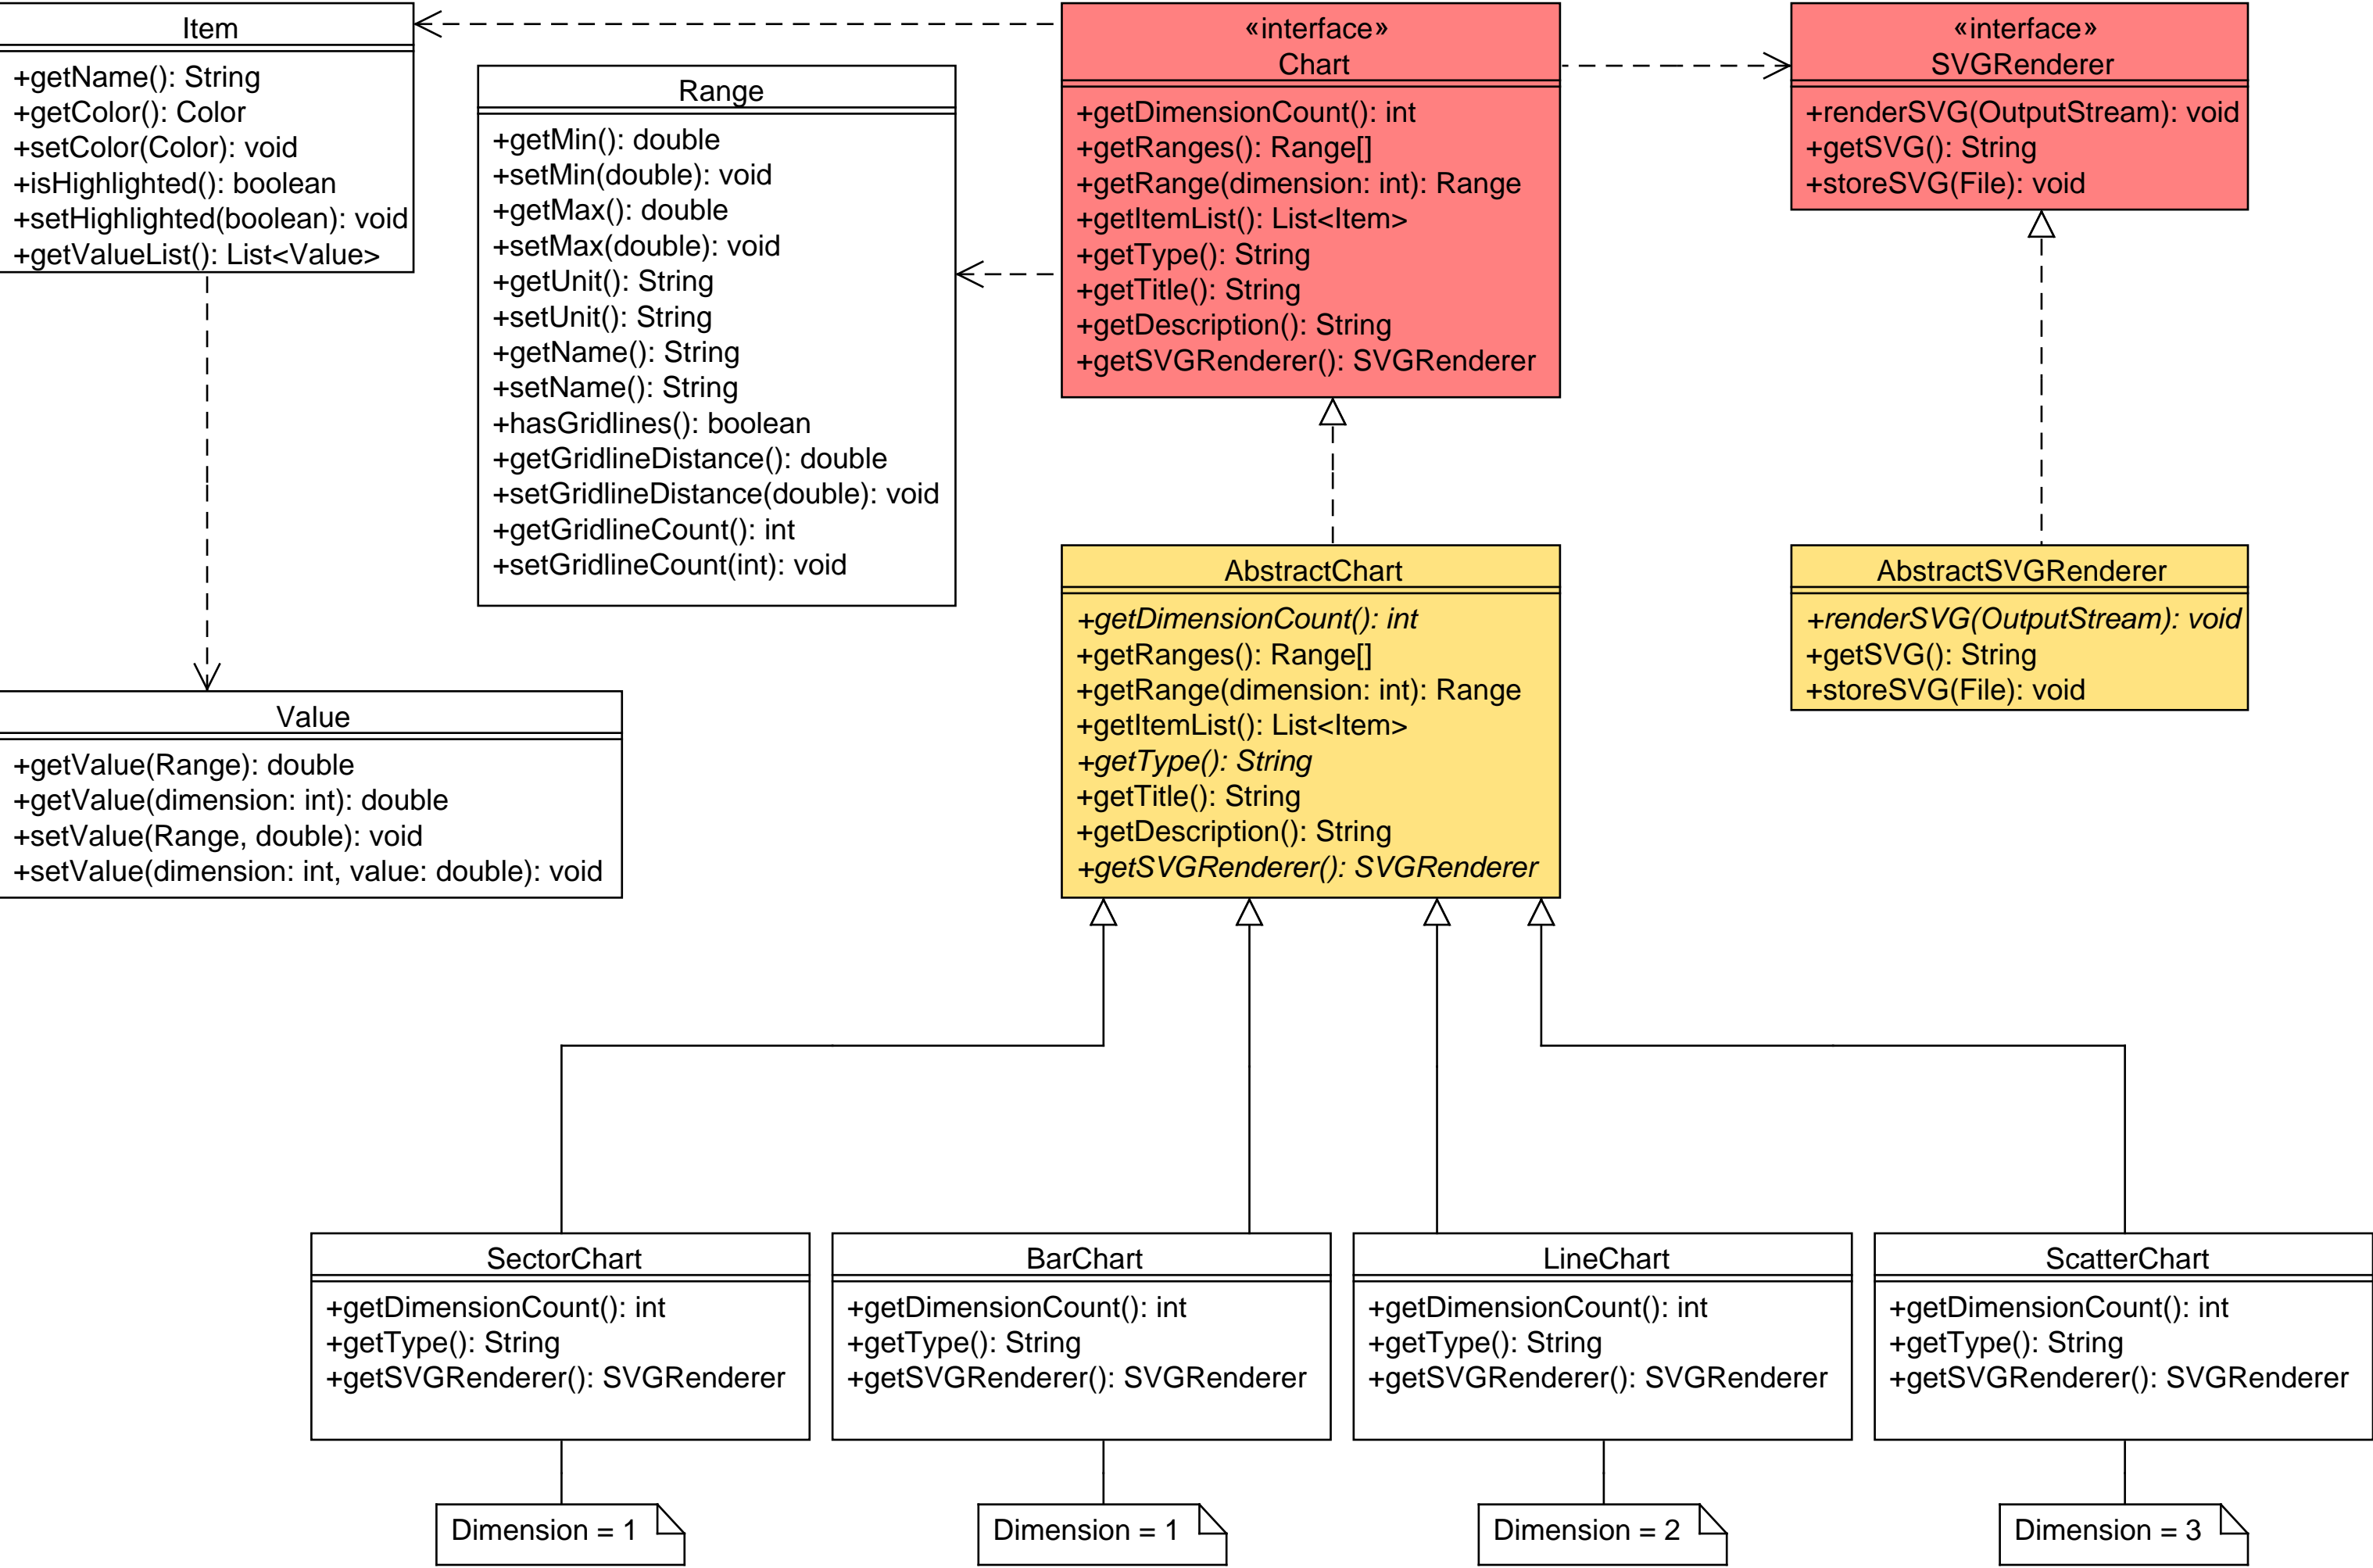 Item
+getName(): String
+getColor(): Color
+setColor(Color): void
+isHighlighted(): boolean
+setHighlighted(boolean): void
+getValueList(): List<Value>
Range
+getMin(): double
+setMin(double): void
+getMax(): double
+setMax(double): void
+getUnit(): String
+setUnit(): String
+getName(): String
+setName(): String
+hasGridlines(): boolean
+getGridlineDistance(): double
+setGridlineDistance(double): void
+getGridlineCount(): int
+setGridlineCount(int): void
«interface»
Chart
+getDimensionCount(): int
+getRanges(): Range[]
+getRange(dimension: int): Range
+getItemList(): List<Item>
+getType(): String
+getTitle(): String
+getDescription(): String
+getSVGRenderer(): SVGRenderer
«interface»
SVGRenderer
+renderSVG(OutputStream): void
+getSVG(): String
+storeSVG(File): void
Value
+getValue(Range): double
+getValue(dimension: int): double
+setValue(Range, double): void
+setValue(dimension: int, value: double): void
AbstractChart
+getDimensionCount(): int
+getRanges(): Range[]
+getRange(dimension: int): Range
+getItemList(): List<Item>
+getType(): String
+getTitle(): String
+getDescription(): String
+getSVGRenderer(): SVGRenderer
AbstractSVGRenderer
+renderSVG(OutputStream): void
+getSVG(): String
+storeSVG(File): void
SectorChart
+getDimensionCount(): int
+getType(): String
+getSVGRenderer(): SVGRenderer
BarChart
+getDimensionCount(): int
+getType(): String
+getSVGRenderer(): SVGRenderer
LineChart
+getDimensionCount(): int
+getType(): String
+getSVGRenderer(): SVGRenderer
ScatterChart
+getDimensionCount(): int
+getType(): String
+getSVGRenderer(): SVGRenderer
Dimension = 1
Dimension = 1
Dimension = 2
Dimension = 3